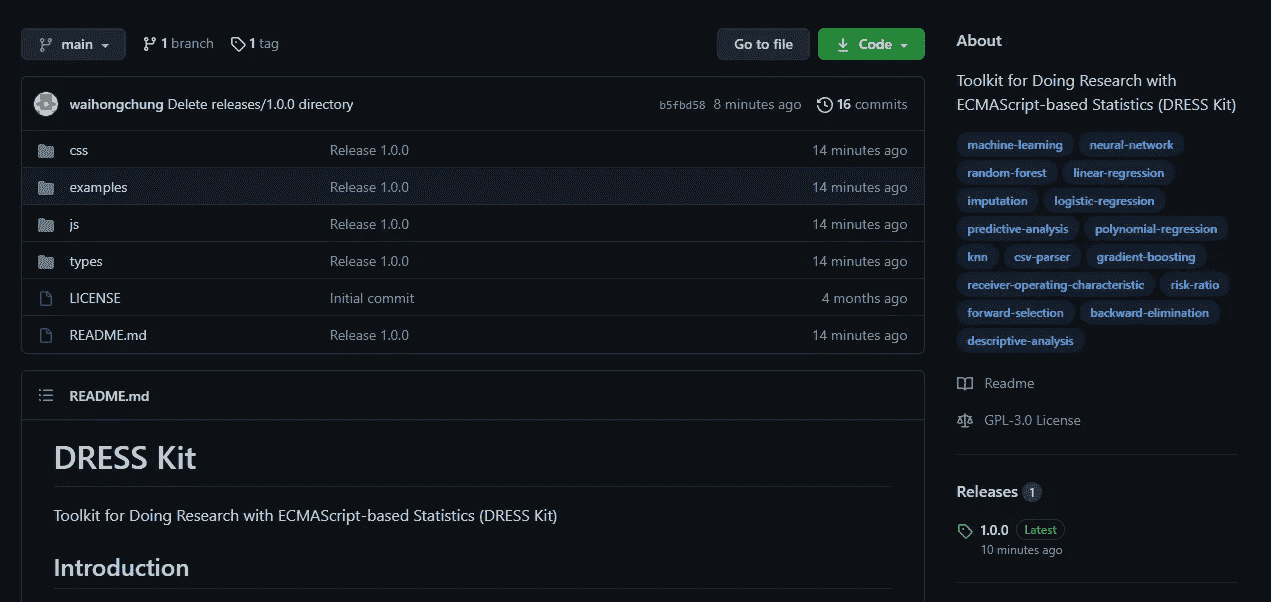 main
1 branch
1 tag
Go to file
Code
waihongchung Delete releases/1.0.0 directory
b5fbd58 8 minutes ago
16 commits
css Release 1.0.0 14 minutes ago
examples Release 1.0.0 14 minutes ago
js Release 1.0.0 14 minutes ago
types Release 1.0.0 14 minutes ago
LICENSE Initial commit 4 months ago
README.md Release 1.0.0 14 minutes ago
README.md
DRESS Kit
Toolkit for Doing Research with ECMAScript-based Statistics (DRESS Kit)
Introduction
About
Toolkit for Doing Research with
ECMAScript-based Statistics (DRESS Kit)
machine-learning neural-network
random-forest linear-regression
imputation logistic-regression
predictive-analysis polynomial-regression
knn csv-parser gradient-boosting
receiver-operating-characteristic risk-ratio
forward-selection backward-elimination
descriptive-analysis
Readme
GPL-3.0 License
Releases 1
1.0.0 Latest
10 minutes ago